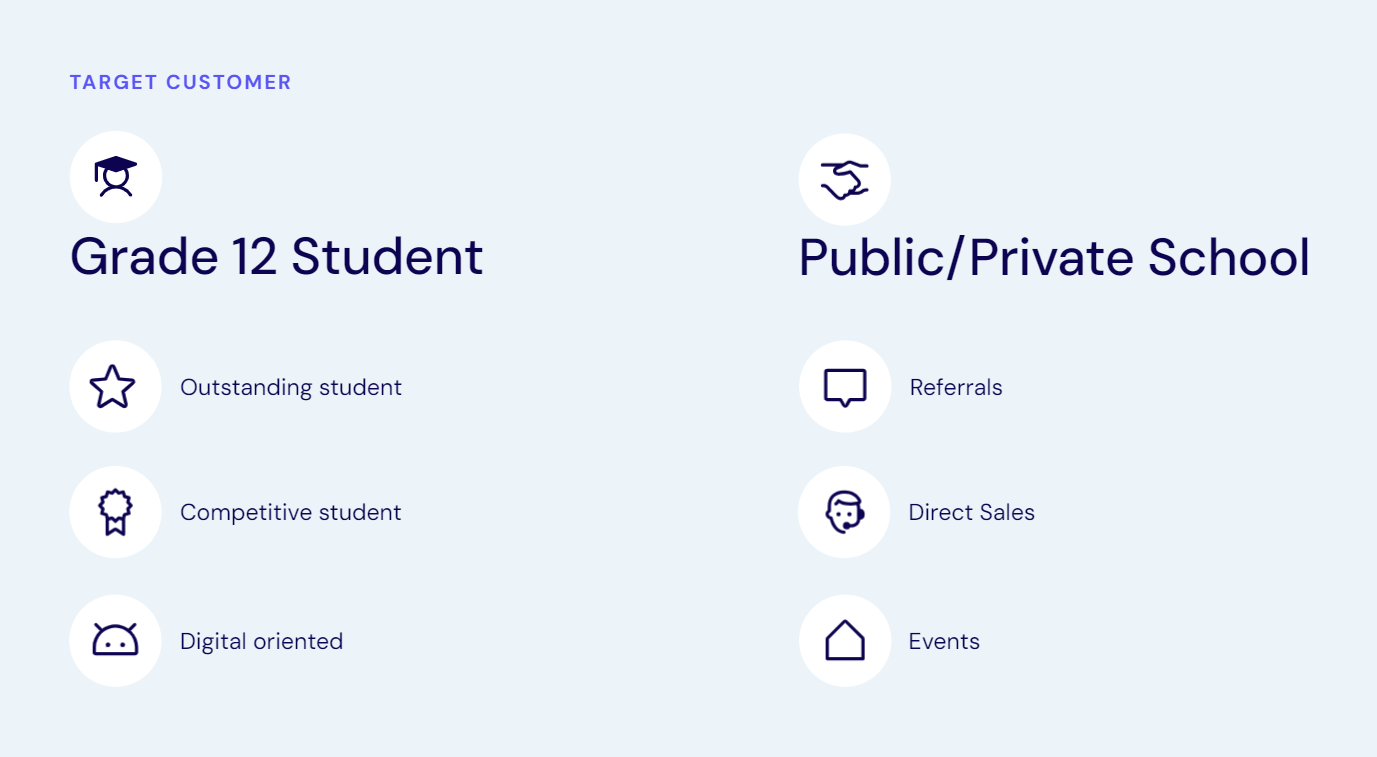 TARGET CUSTOMER
Grade 12 Student
Outstanding student
Competitive student
Digital oriented
Public/Private School
Referrals
Direct Sales
Events